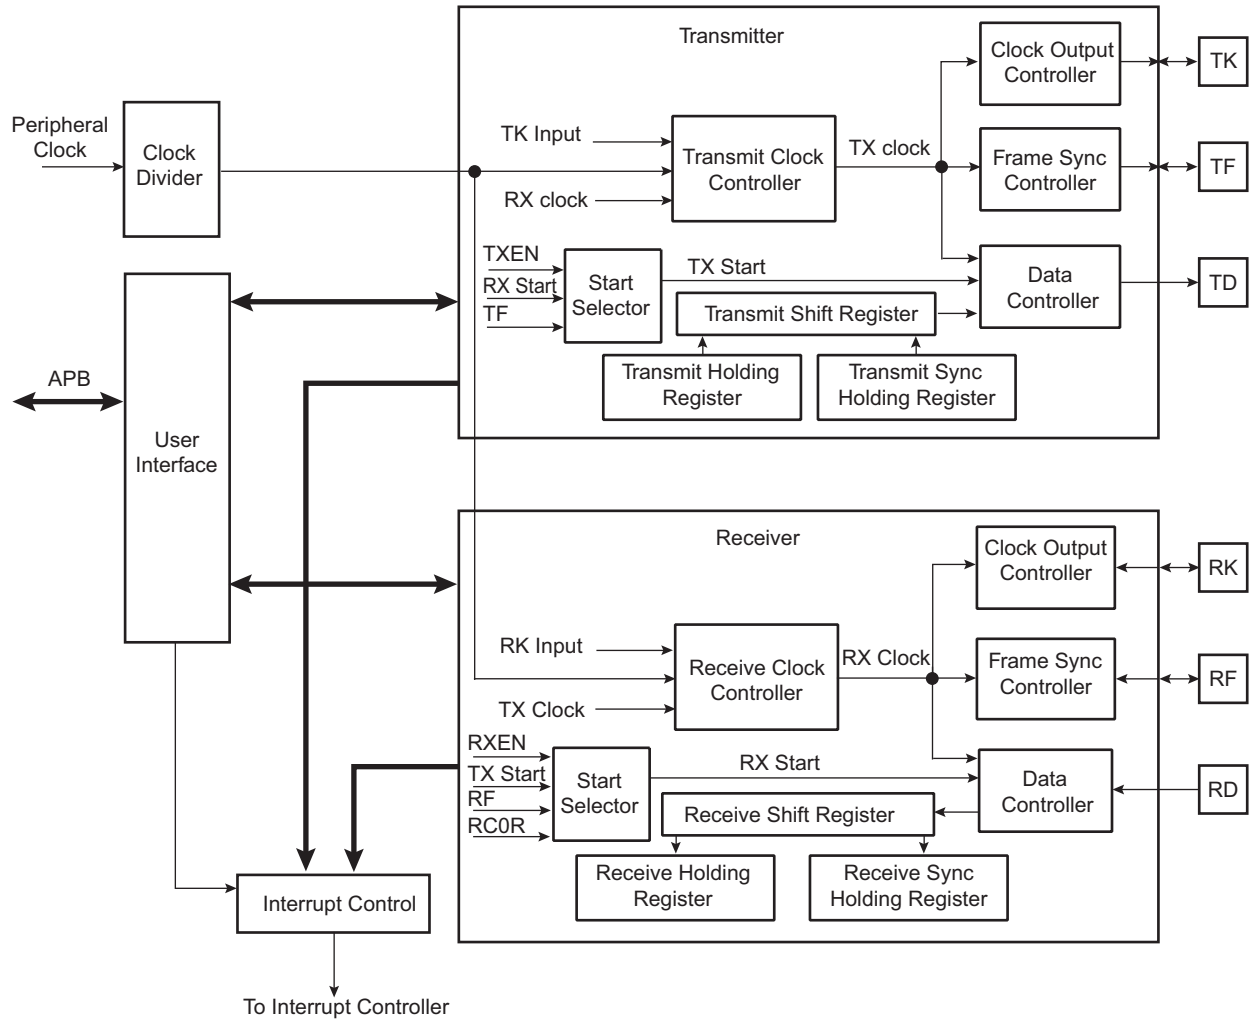 Transmitter
Clock Output
Controller
TK
Peripheral
Clock
Clock
Divider
TK Input
RX clock
Transmit Clock
Controller
TX clock
Frame Sync
Controller
TF
TXEN
RX Start
TF
Start
Selector
TX Start
Data
Controller
TD
Transmit Shift Register
Transmit Holding
Register
Transmit Sync
Holding Register
APB
User
Interface
Receiver
Clock Output
Controller
RK
RK Input
TX Clock
Receive Clock
Controller
RX Clock
Frame Sync
Controller
RF
RXEN
TX Start
RF
RC0R
Start
Selector
RX Start
Data
Controller
RD
Receive Shift Register
Receive Holding
Register
Receive Sync
Holding Register
Interrupt Control
To Interrupt Controller